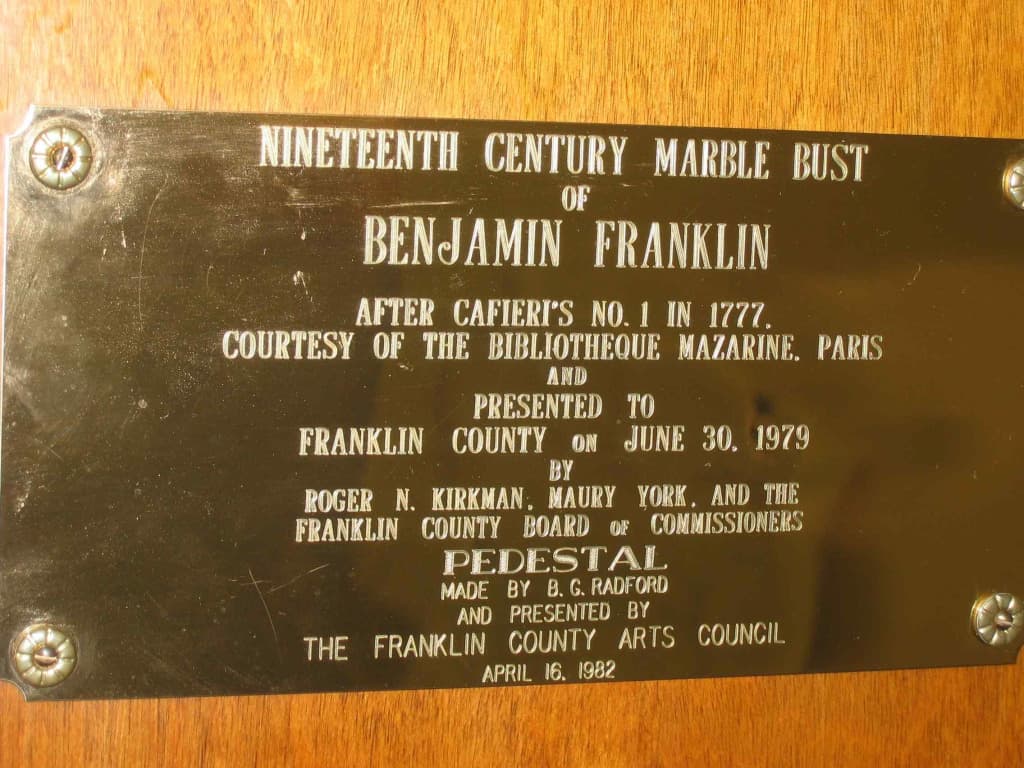 NINETEENTH CENTURY MARBLE BUST
OF
BENJAMIN FRANKLIN
AFTER CAFIERI'S NO. 1 IN 1777.
COURTESY OF THE BIBLIOTHEQUE MAZARINE. PARIS
AND
PRESENTED TO
FRANKLIN COUNTY ON JUNE 30, 1979
BY
ROGER N. KIRKMAN, MAURY YORK, AND THE
FRANKLIN COUNTY BOARD OF COMMISSIONERS
PEDESTAL
MADE BY B. G. RADFORD
AND PRESENTED BY
THE FRANKLIN COUNTY ARTS COUNCIL
APRIL 16, 1982